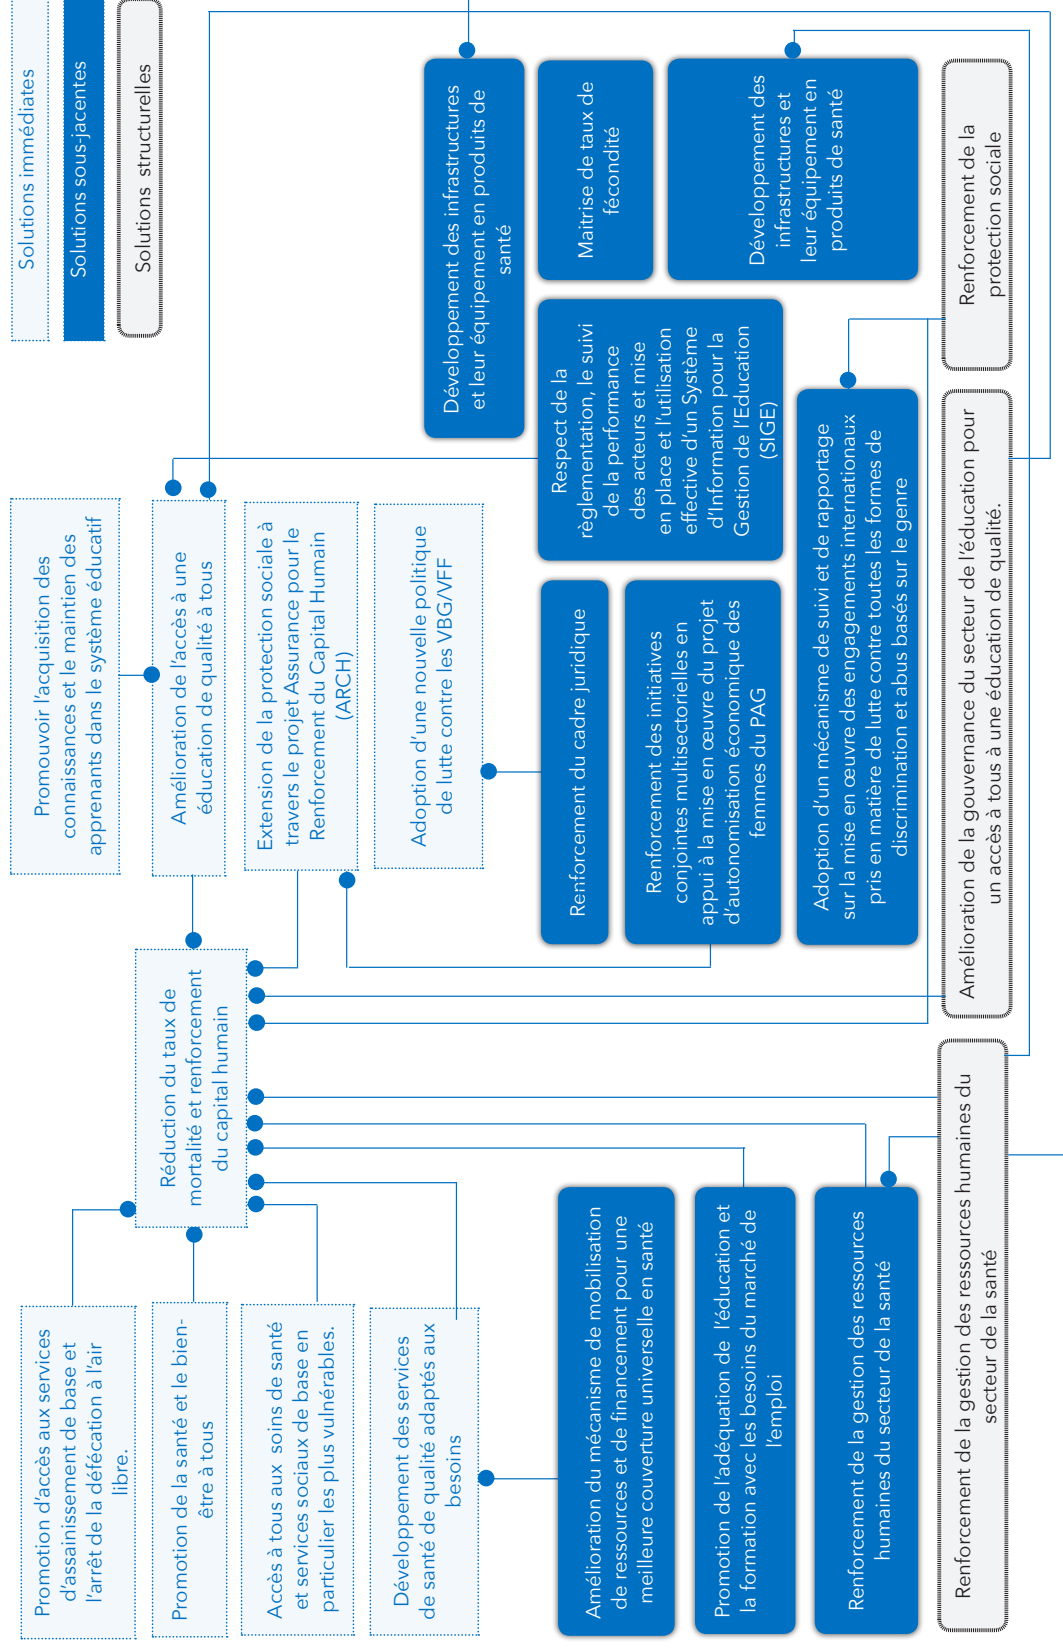 Solutions immédiates
Solutions sous-jacentes
Solutions structurelles
Promotion d'accès aux services
d'assainissement de base et
l'arrêt de la défécation à l'air
libre.
Promotion de la santé et le bien-
être à tous
Accès à tous aux soins de santé
et services sociaux de base en
particulier les plus vulnérables.
Développement des services
de santé de qualité adaptés aux
besoins
Réduction du taux de
mortalité et renforcement
du capital humain
Promouvoir l'acquisition des
connaissances et le maintien des
apprenants dans le système éducatif
Amélioration de l'accès à une
éducation de qualité à tous
Extension de la protection sociale à
travers le projet Assurance pour le
Renforcement du Capital Humain
(ARCH)
Adoption d'une nouvelle politique
de lutte contre les VBG/VFF
Développement des infrastructures
et leur équipement en produits de
santé
Maitrise de taux de
fécondité
Développement des
infrastructures et
leur équipement en
produits de santé
Respect de la
règlementation, le suivi
de la performance
des acteurs et mise
en place et l'utilisation
effective d'un Système
d'Information pour la
Gestion de l'Education
(SIGE)
Renforcement du cadre juridique
Renforcement des initiatives
conjointes multisectorielles en
appui à la mise en œuvre du projet
d'autonomisation économique des
femmes du PAG
Adoption d'un mécanisme de suivi et de rapportage
sur la mise en œuvre des engagements internationaux
pris en matière de lutte contre toutes les formes de
discrimination et abus basés sur le genre
Amélioration du mécanisme de mobilisation
de ressources et de financement pour une
meilleure couverture universelle en santé
Promotion de l'adéquation de l'éducation et
la formation avec les besoins du marché de
l'emploi
Renforcement de la gestion des ressources
humaines du secteur de la santé
Renforcement de la gestion des ressources humaines du
secteur de la santé
Amélioration de la gouvernance du secteur de l'éducation pour
un accès à tous à une éducation de qualité.
Renforcement de la
protection sociale